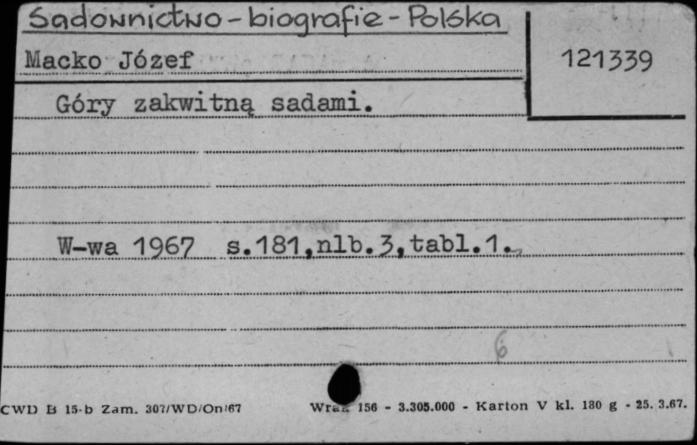 Sadownictwo - biografie - Polska
Macko Józef
121339
Góry zakwitną sadami.
W-wa 1967 s.181,nlb.3,tabl.1.
6
CWD B 15-b Zam. 307/WD/On/67 156 - 3.305.000 - Karton V kl. 180 g - 25. 3.67.